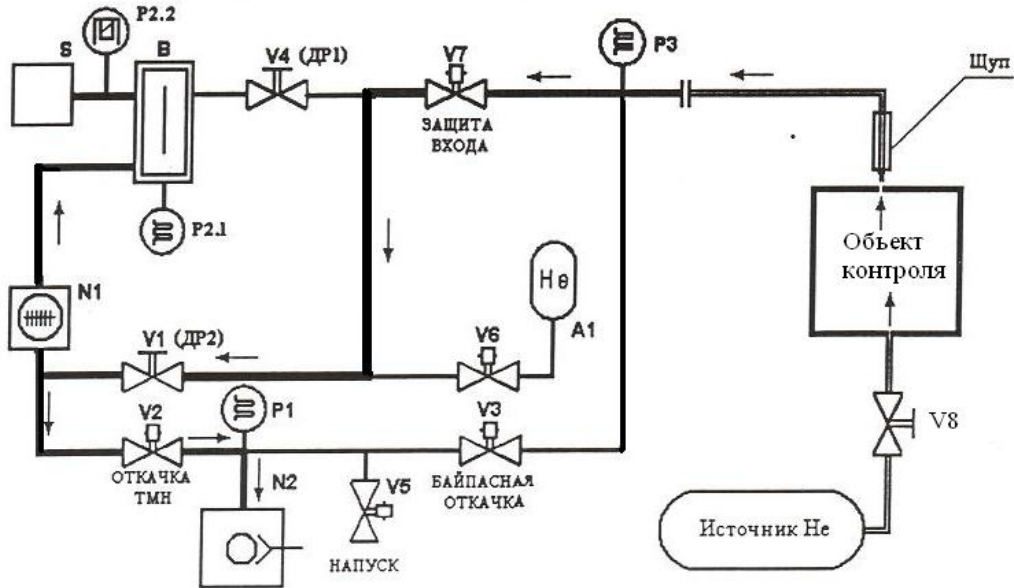 P2.2
S
B
V4 (ДР1)
V7
P3
Щуп
ЗАЩИТА
ВХОДА
P2.1
Не
A1
Обьект
контроля
N1
V1 (ДР2)
V6
P1
V2
V3
V8
ОТКАЧКА
ТМН
N2
V5
БАЙПАСНАЯ
ОТКАЧКА
НАПУСК
Источник Не